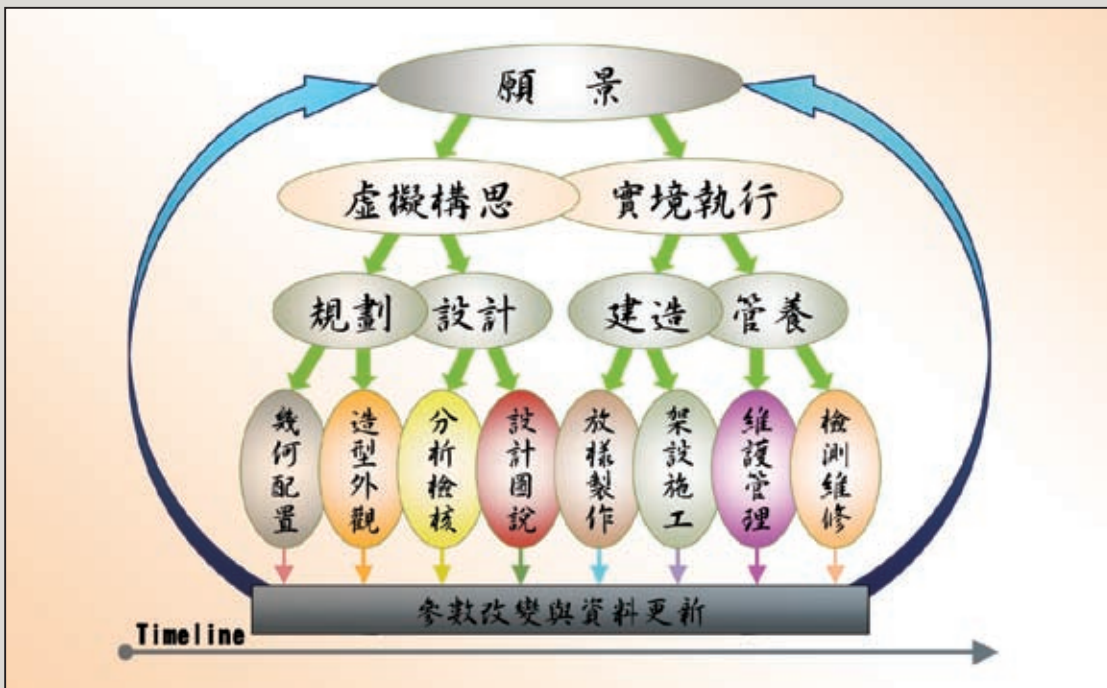 願 景
虛擬構思
實境執行
規劃
設計
建造
管養
幾何配置
造型外觀
分析檢核
設計圖說
放樣製作
架設施工
維護管理
檢測維修
參數改變與資料更新
Timeline